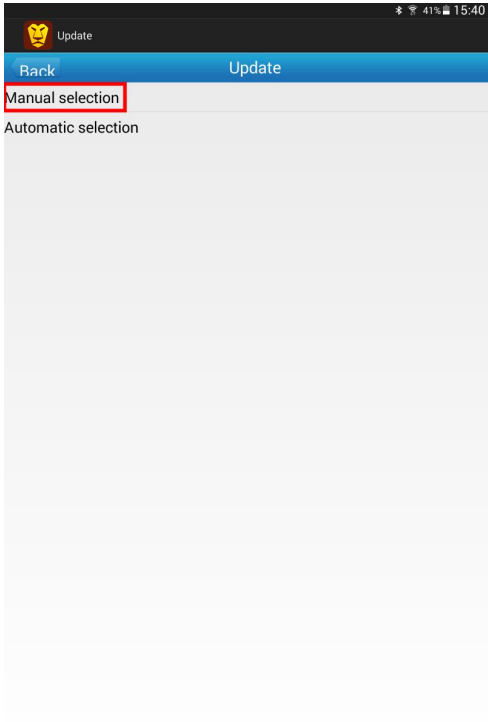 41% 15:40
Update
Back Update
Manual selection
Automatic selection